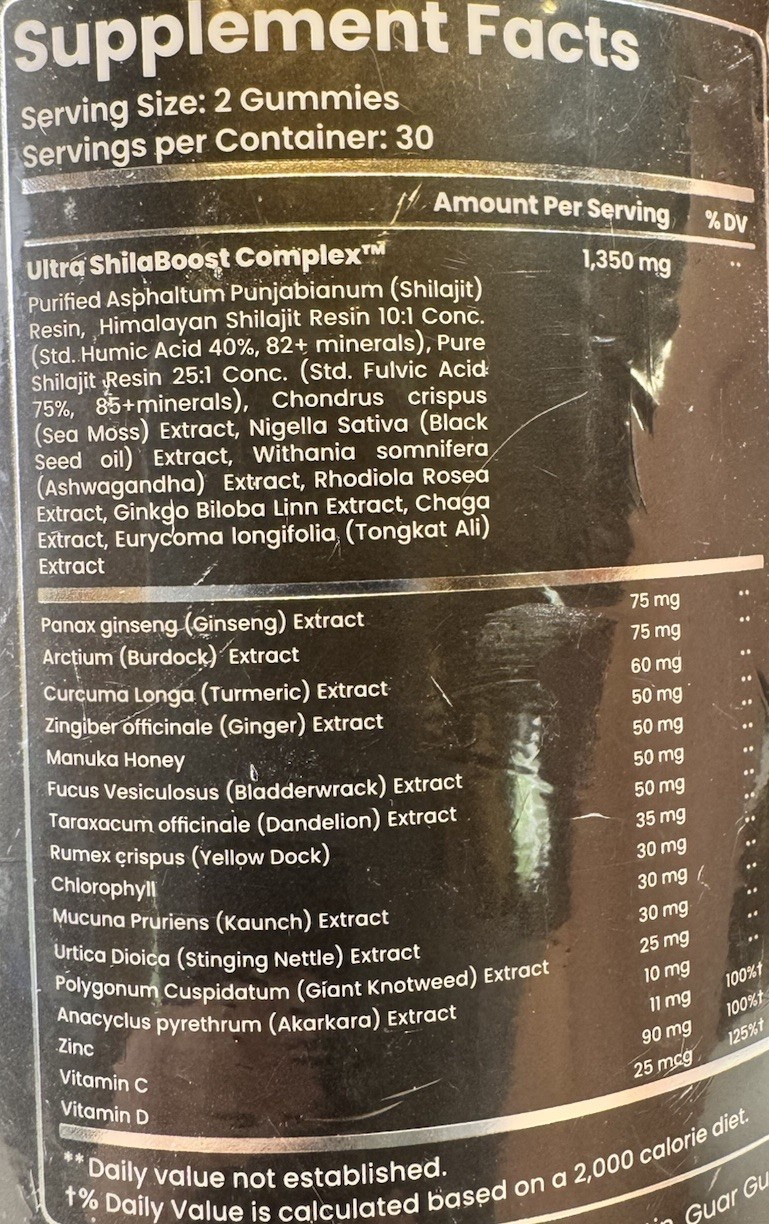 Supplement Facts
Serving Size: 2 Gummies
Servings per Container: 30
Amount Per Serving % DV
Ultra ShilaBoost Complex™ 1,350 mg **
Purified Asphaltum Punjabianum (Shilajit)
Resin, Himalayan Shilajit Resin 10:1 Conc.
(Std. Humic Acid 40%, 82+ minerals), Pure
Shilajit Resin 25:1 Conc. (Std. Fulvic Acid
75%, 85+minerals), Chondrus crispus
(Sea Moss) Extract, Nigella Sativa (Black
Seed oil) Extract, Withania somnifera
(Ashwagandha) Extract, Rhodiola Rosea
Extract, Ginkgo Biloba Linn Extract, Chaga
Extract, Eurycoma longifolia (Tongkat Ali)
Extract
Panax ginseng (Ginseng) Extract 75 mg **
Arctium (Burdock) Extract 75 mg **
Curcuma Longa (Turmeric) Extract 60 mg **
Zingiber officinale (Ginger) Extract 50 mg **
Manuka Honey 50 mg **
Fucus Vesiculosus (Bladderwrack) Extract 50 mg **
Taraxacum officinale (Dandelion) Extract 50 mg **
Rumex crispus (Yellow Dock) 35 mg **
Chlorophyll 30 mg **
Mucuna Pruriens (Kaunch) Extract 30 mg **
Urtica Dioica (Stinging Nettle) Extract 30 mg **
Polygonum Cuspidatum (Giant Knotweed) Extract 25 mg **
Anacyclus pyrethrum (Akarkara) Extract 10 mg **
Zinc 11 mg 100%†
Vitamin C 90 mg 100%†
Vitamin D 25 mcg 125%†
**Daily value not established.
†% Daily Value is calculated based on a 2,000 calorie diet.
Guar